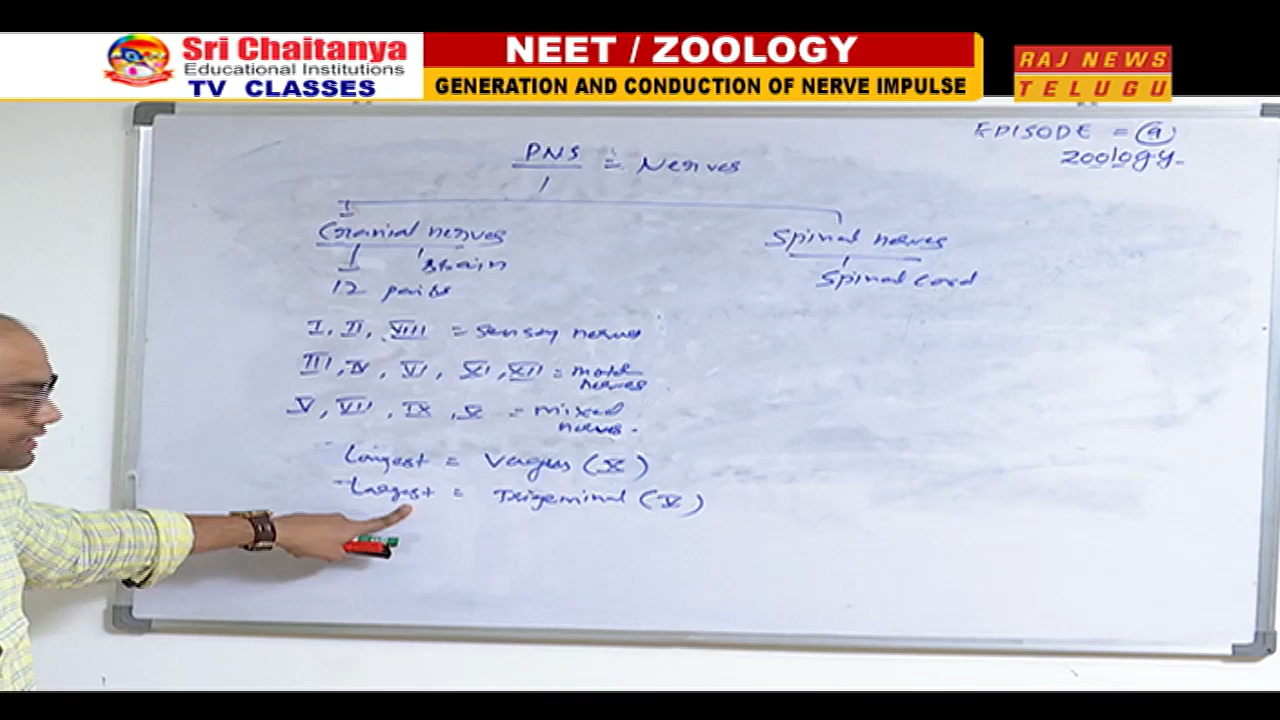 Sri Chaitanya
Educational Institutions
TV CLASSES
NEET / ZOOLOGY
GENERATION AND CONDUCTION OF NERVE IMPULSE
RAJ NEWS
TELUGU
EPISODE = 9
Zoology.
PNS = Nerves
Cranial nerves
Brain
12 pairs
Spinal nerves
Spinal cord
I, II, VIII = sensory nerves
III, IV, VI, XI, XII = motor nerves
V, VII, IX, X = mixed nerves.
Longest = Vagus (X)
Largest = Trigeminal (V)